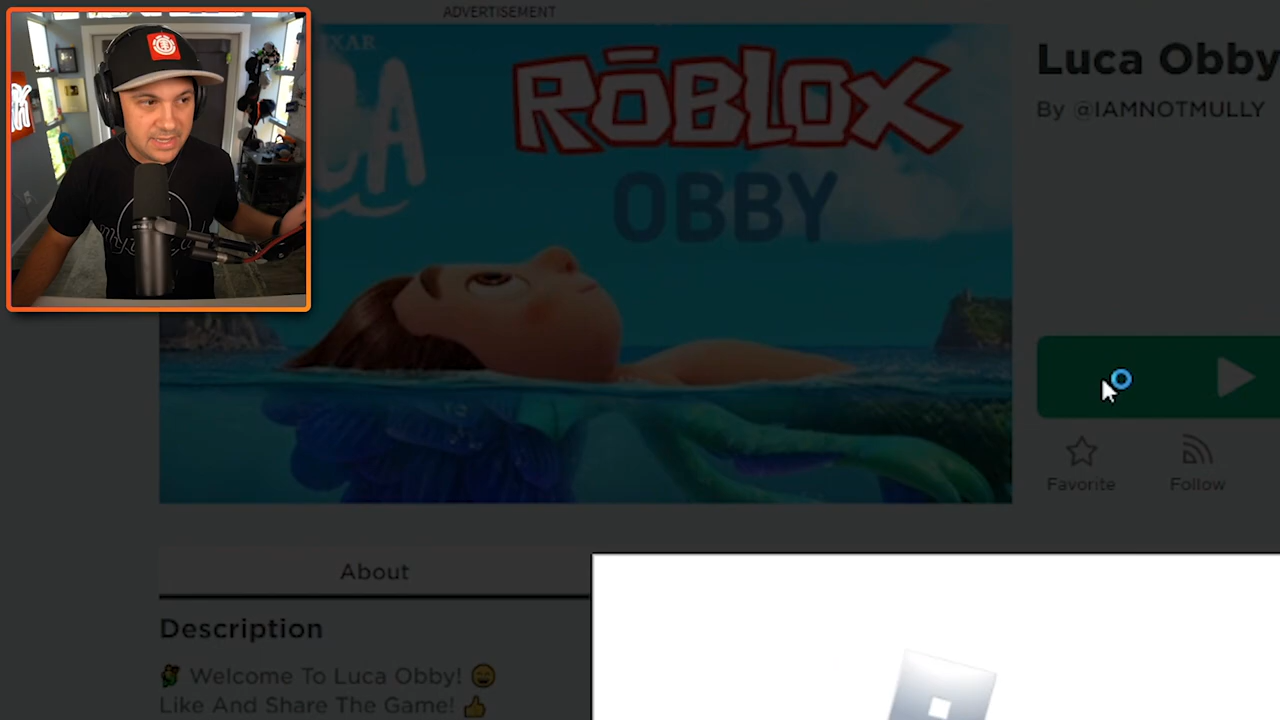 ADVERTISEMENT
XAR
ROBLOX
OBBY
Luca Obby
By @IAMNOTMULLY
Favorite
Follow
About
Description
Welcome To Luca Obby! 😄
Like And Share The Game! 👍